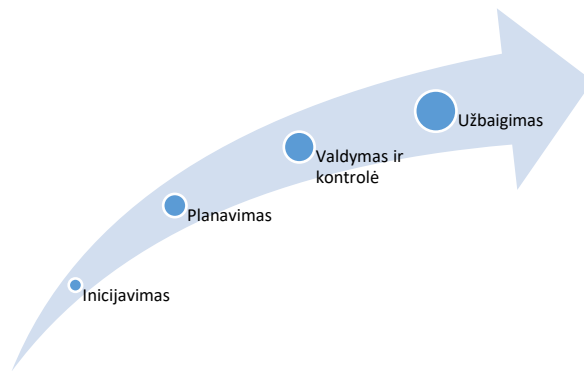 Užbaigimas
Valdymas ir
kontrolė
Planavimas
Inicijavimas